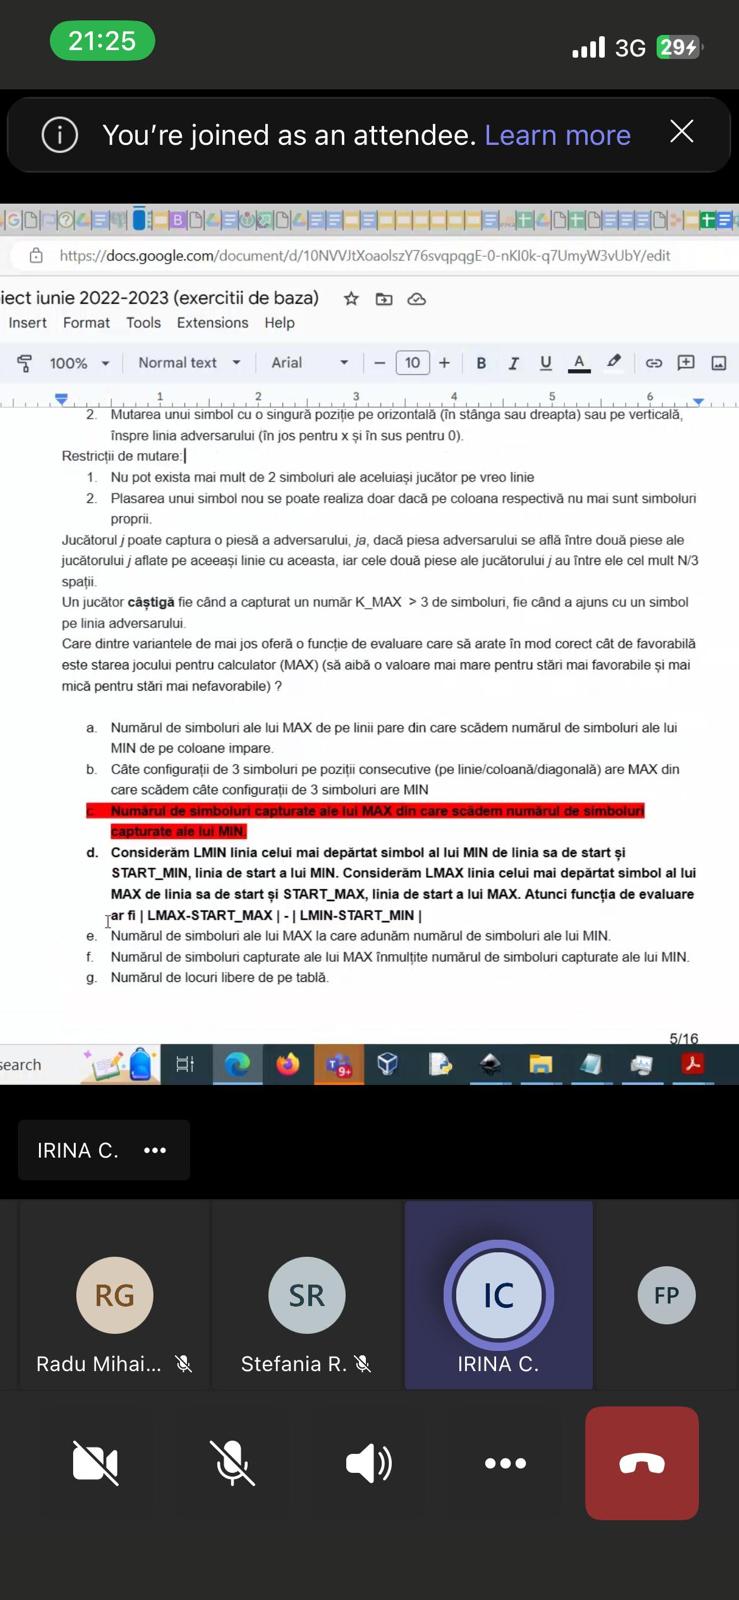 21:25
3G
29
You're joined as an attendee. Learn more
https://docs.google.com/document/d/10NVVJtXoaolszY76svqpqgE-0-nKI0k-q7UmyW3vUbY/edit
iect iunie 2022-2023 (exercitii de baza)
Insert Format Tools Extensions Help
100% Normal text Arial − 10 + B I U A
1 2 3 4 5 6
2. Mutarea unui simbol cu o singură poziție pe orizontală (în stânga sau dreapta) sau pe verticală,
înspre linia adversarului (în jos pentru x și în sus pentru 0).
Restricții de mutare:
1. Nu pot exista mai mult de 2 simboluri ale aceluiași jucător pe vreo linie
2. Plasarea unui simbol nou se poate realiza doar dacă pe coloana respectivă nu mai sunt simboluri
proprii.
Jucătorul j poate captura o piesă a adversarului, ja, dacă piesa adversarului se află între două piese ale
jucătorului j aflate pe aceeași linie cu aceasta, iar cele două piese ale jucătorului j au între ele cel mult N/3
spații.
Un jucător câștigă fie când a capturat un număr K_MAX > 3 de simboluri, fie când a ajuns cu un simbol
pe linia adversarului.
Care dintre variantele de mai jos oferă o funcție de evaluare care să arate în mod corect cât de favorabilă
este starea jocului pentru calculator (MAX) (să aibă o valoare mai mare pentru stări mai favorabile și mai
mică pentru stări mai nefavorabile) ?
a. Numărul de simboluri ale lui MAX de pe linii pare din care scădem numărul de simboluri ale lui
MIN de pe coloane impare.
b. Câte configurații de 3 simboluri pe poziții consecutive (pe linie/coloană/diagonală) are MAX din
care scădem câte configurații de 3 simboluri are MIN
c. Numărul de simboluri capturate ale lui MAX din care scădem numărul de simboluri
capturate ale lui MIN.
d. Considerăm LMIN linia celui mai depărtat simbol al lui MIN de linia sa de start și
START_MIN, linia de start a lui MIN. Considerăm LMAX linia celui mai depărtat simbol al lui
MAX de linia sa de start și START_MAX, linia de start a lui MAX. Atunci funcția de evaluare
ar fi | LMAX-START_MAX | - | LMIN-START_MIN |
e. Numărul de simboluri ale lui MAX la care adunăm numărul de simboluri ale lui MIN.
f. Numărul de simboluri capturate ale lui MAX înmulțite numărul de simboluri capturate ale lui MIN.
g. Numărul de locuri libere de pe tablă.
5/16
search
9+
IRINA C.
RG SR IC FP
Radu Mihai... Stefania R. IRINA C.